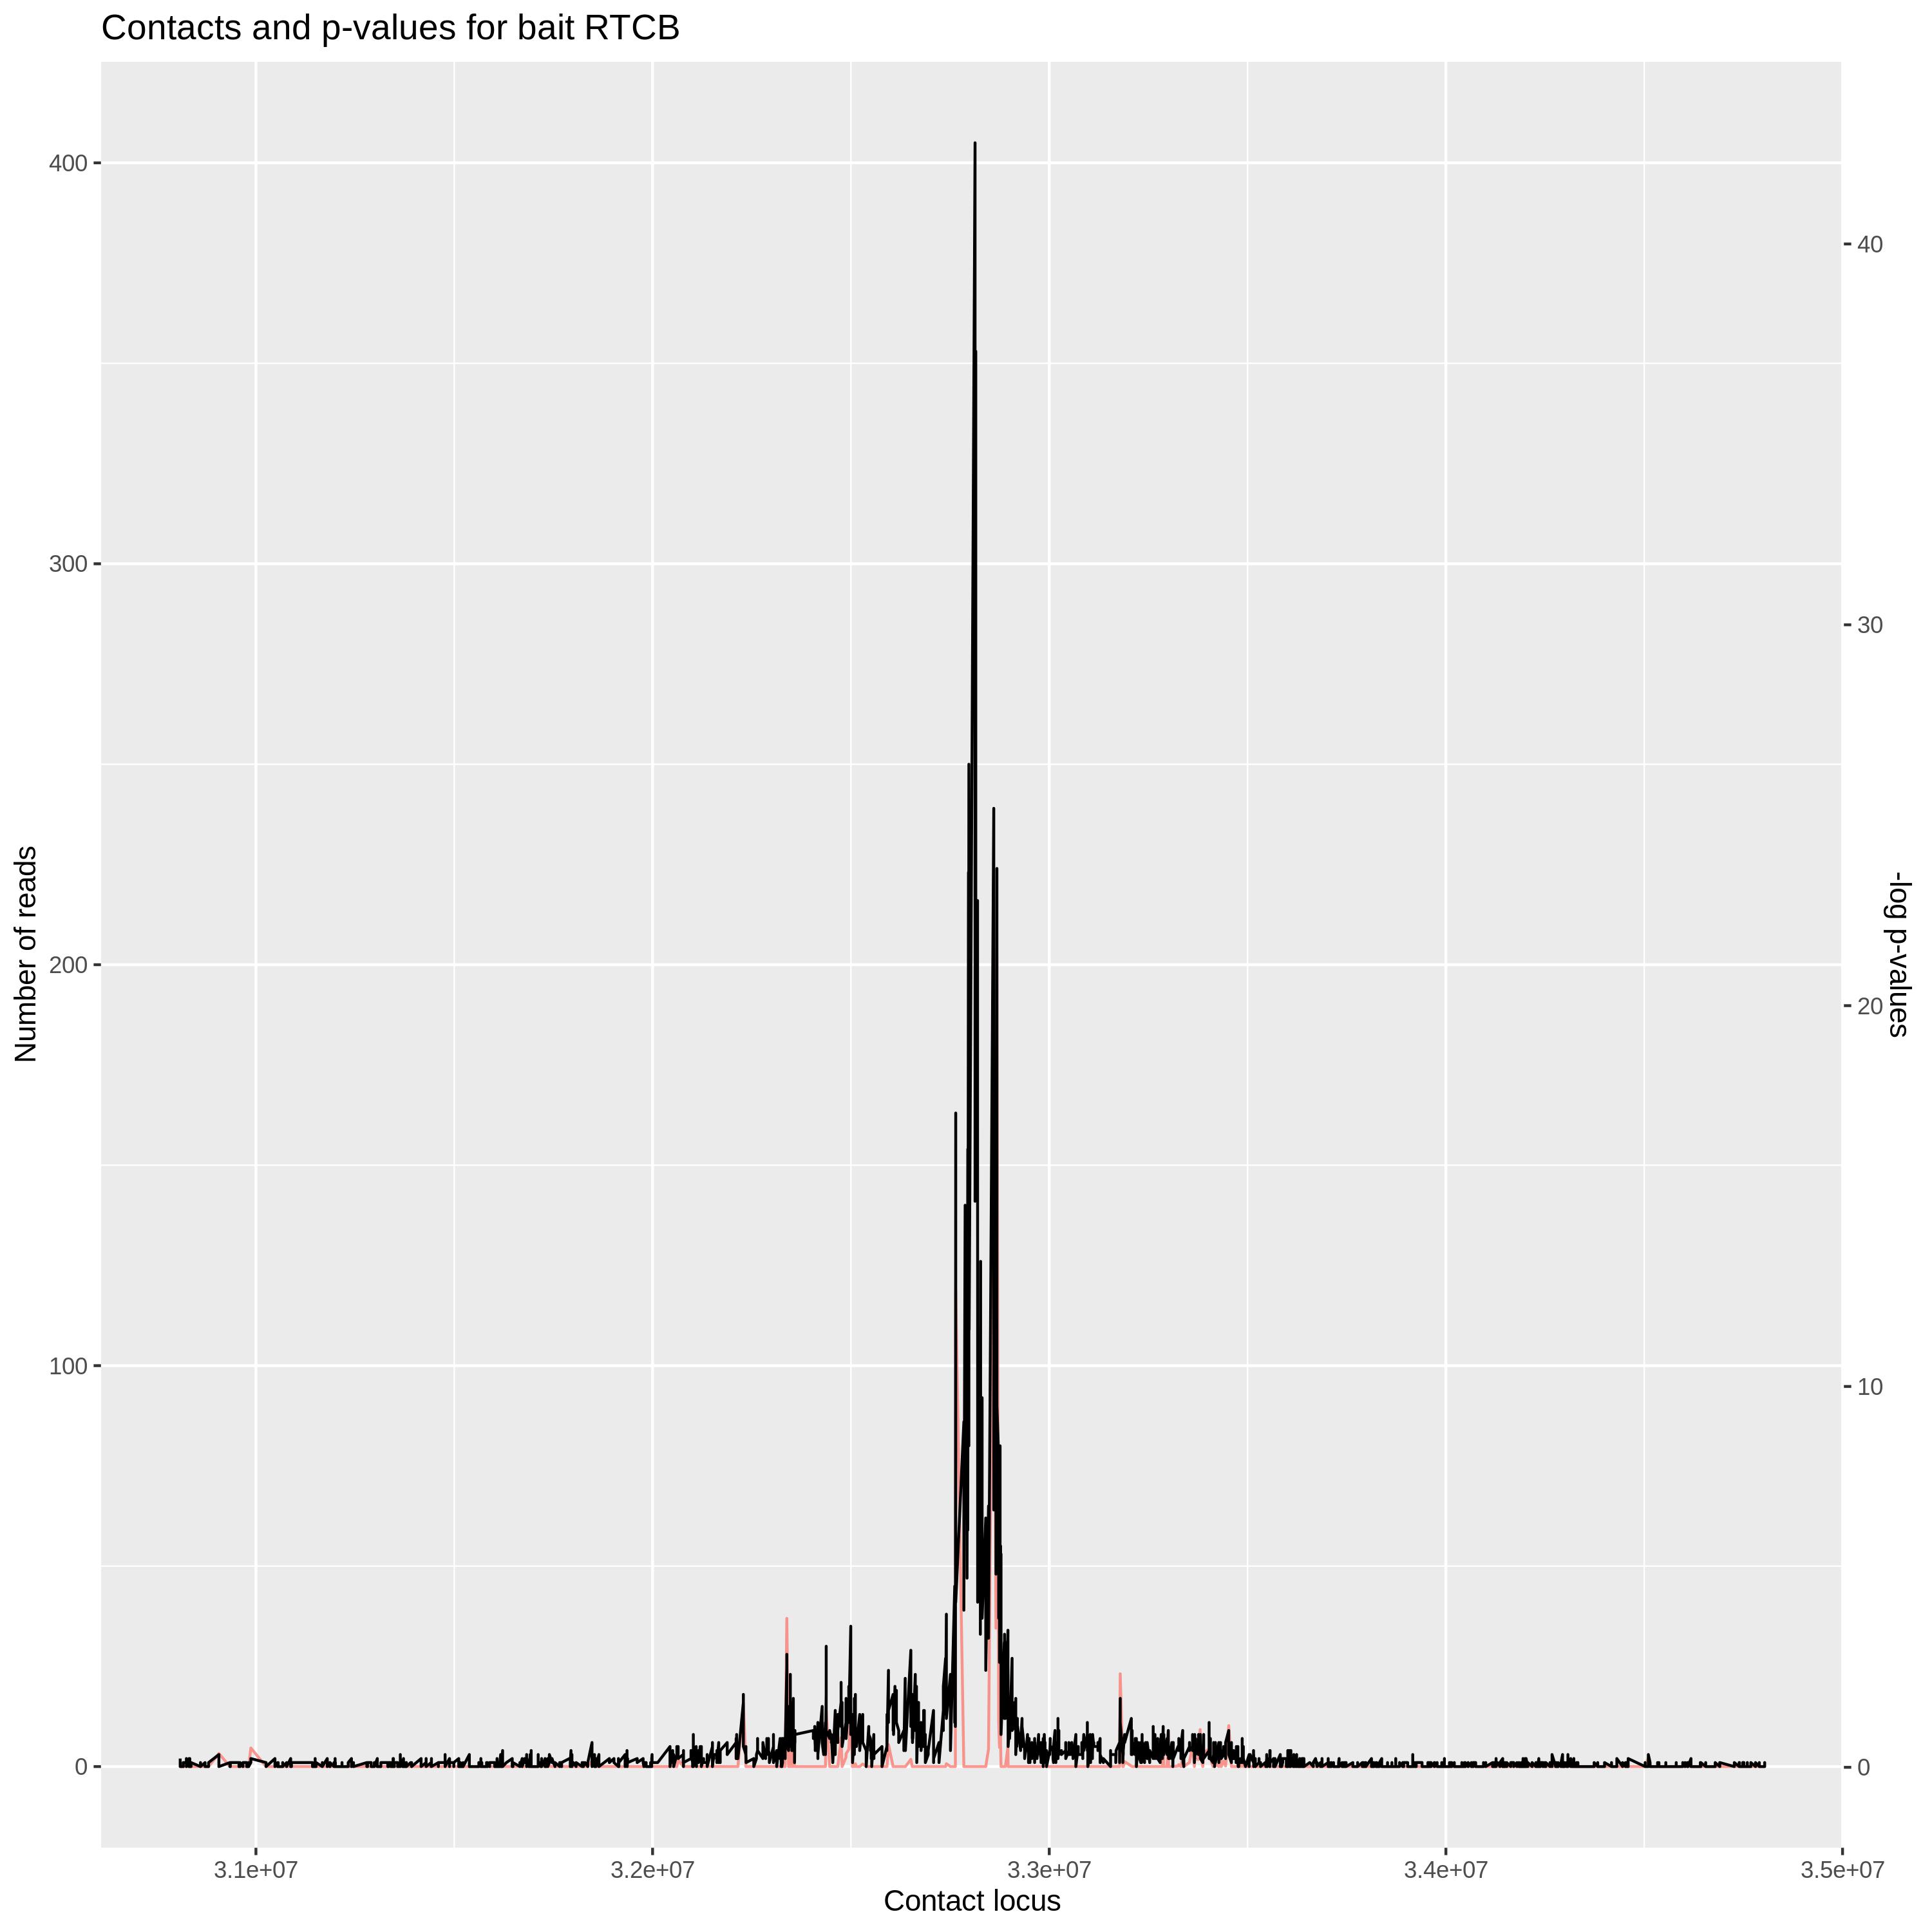 Contacts and p-values for bait RTCB
400
300
200
100
0
Number of reads
40
30
20
10
0
-log p-values
3.1e+07
3.2e+07
3.3e+07
3.4e+07
3.5e+07
Contact locus